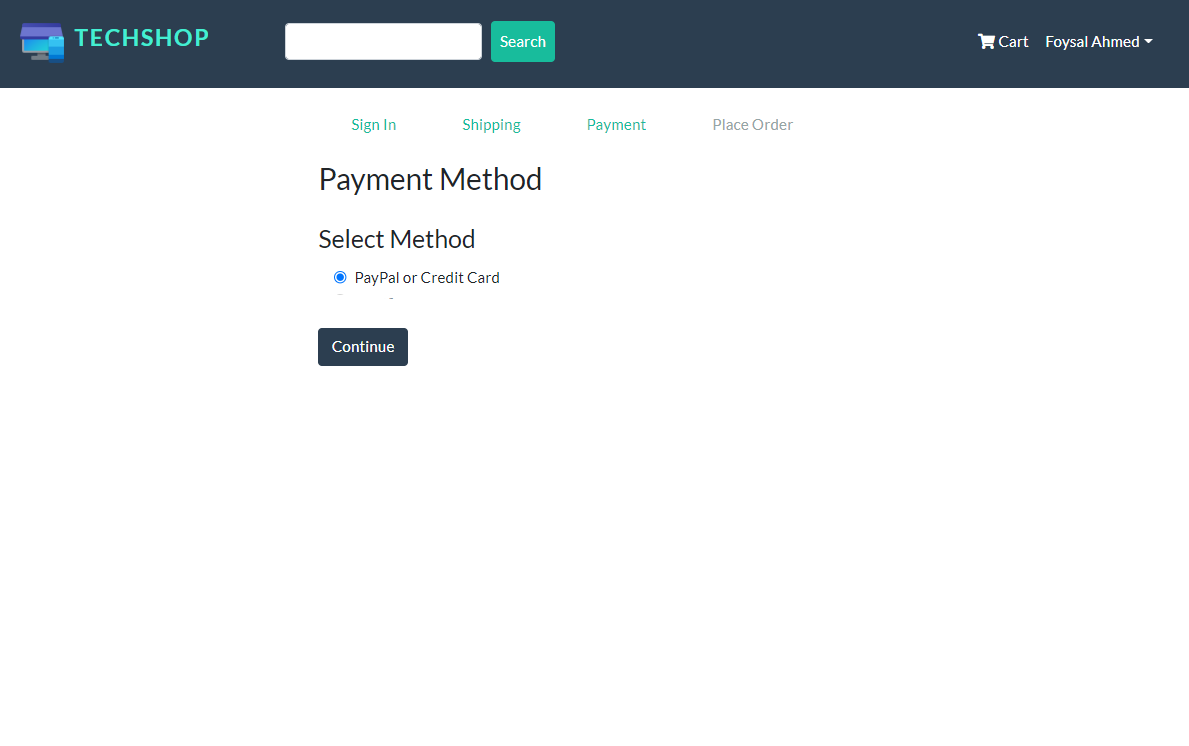 TECHSHOP
Search
Cart
Foysal Ahmed
Sign In
Shipping
Payment
Place Order
Payment Method
Select Method
PayPal or Credit Card
Continue